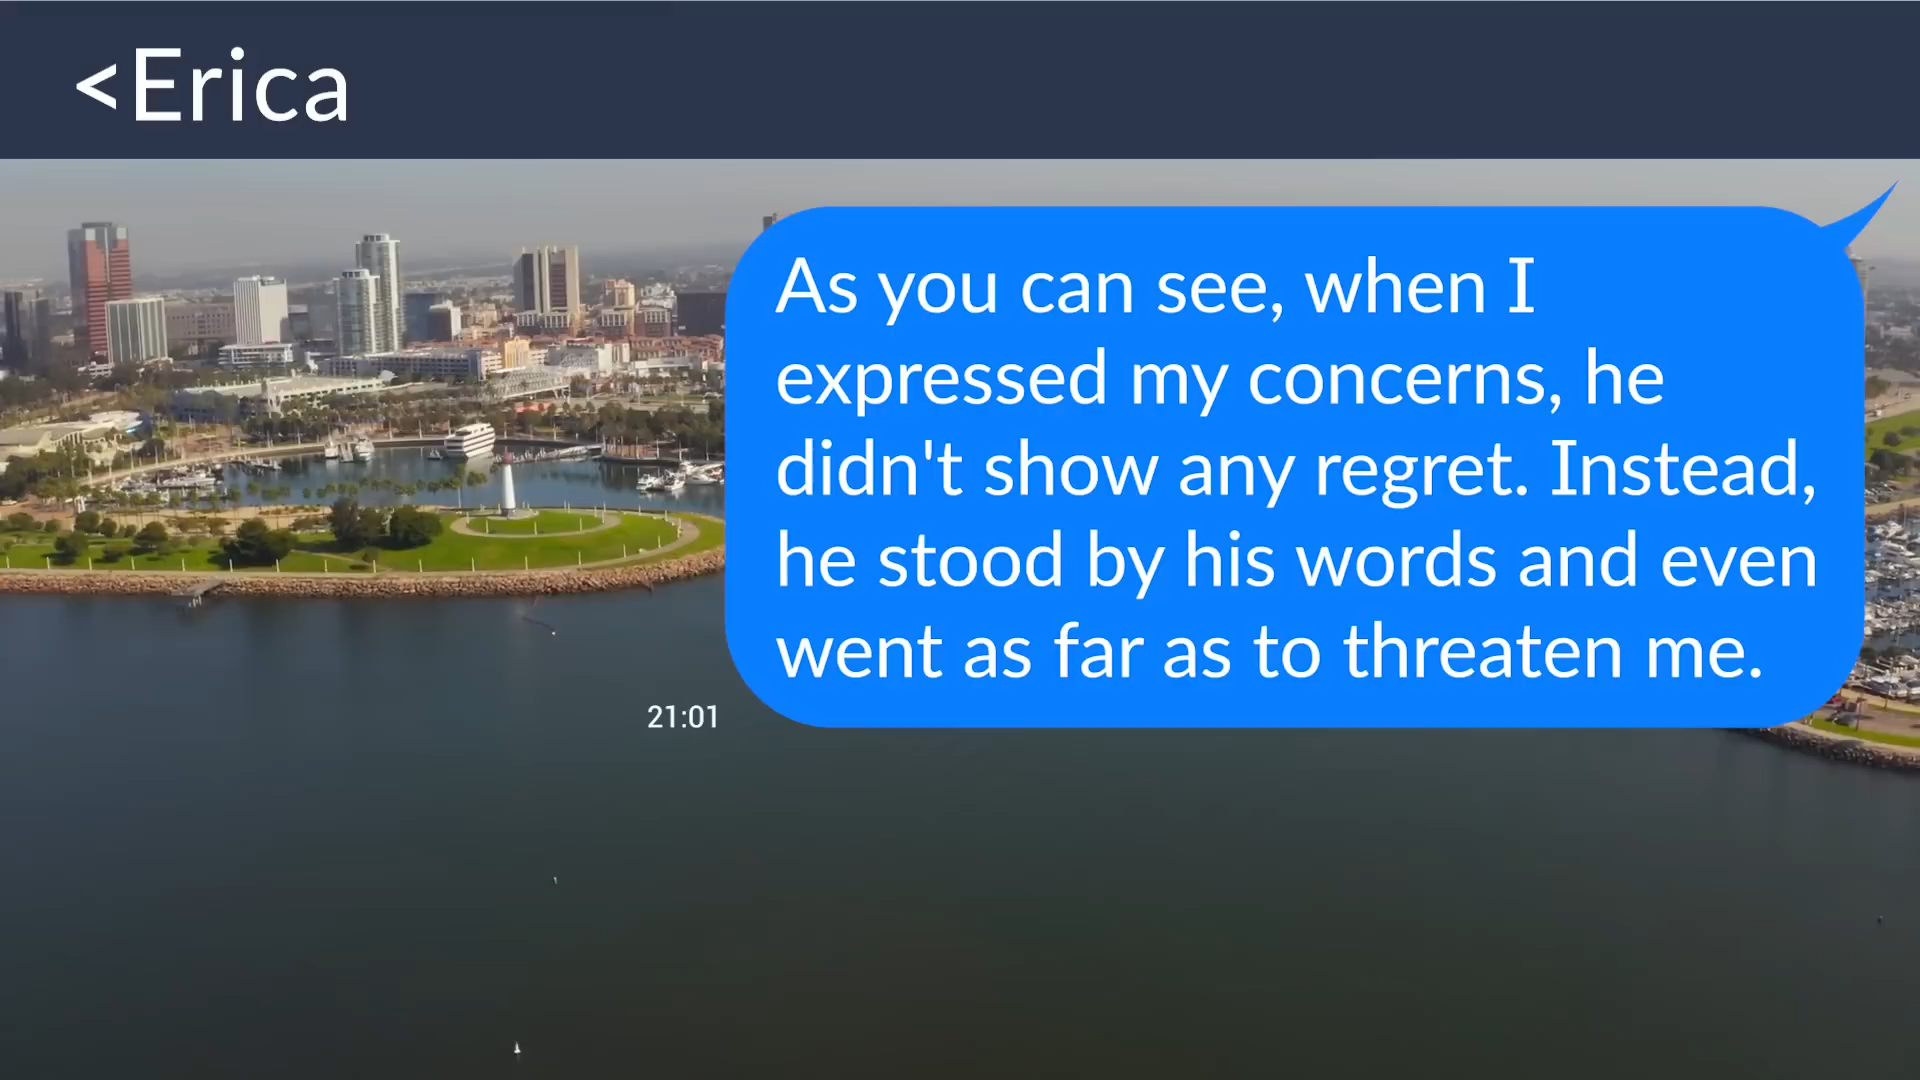 <Erica
As you can see, when I
expressed my concerns, he
didn't show any regret. Instead,
he stood by his words and even
went as far as to threaten me.
21:01